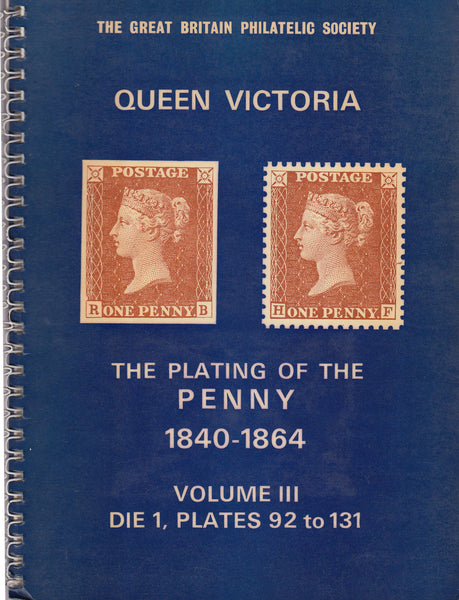 THE GREAT BRITAIN PHILATELIC SOCIETY
QUEEN VICTORIA
POSTAGE
R ONE PENNY B
POSTAGE
H ONE PENNY F
THE PLATING OF THE
PENNY
1840-1864
VOLUME III
DIE 1, PLATES 92 to 131